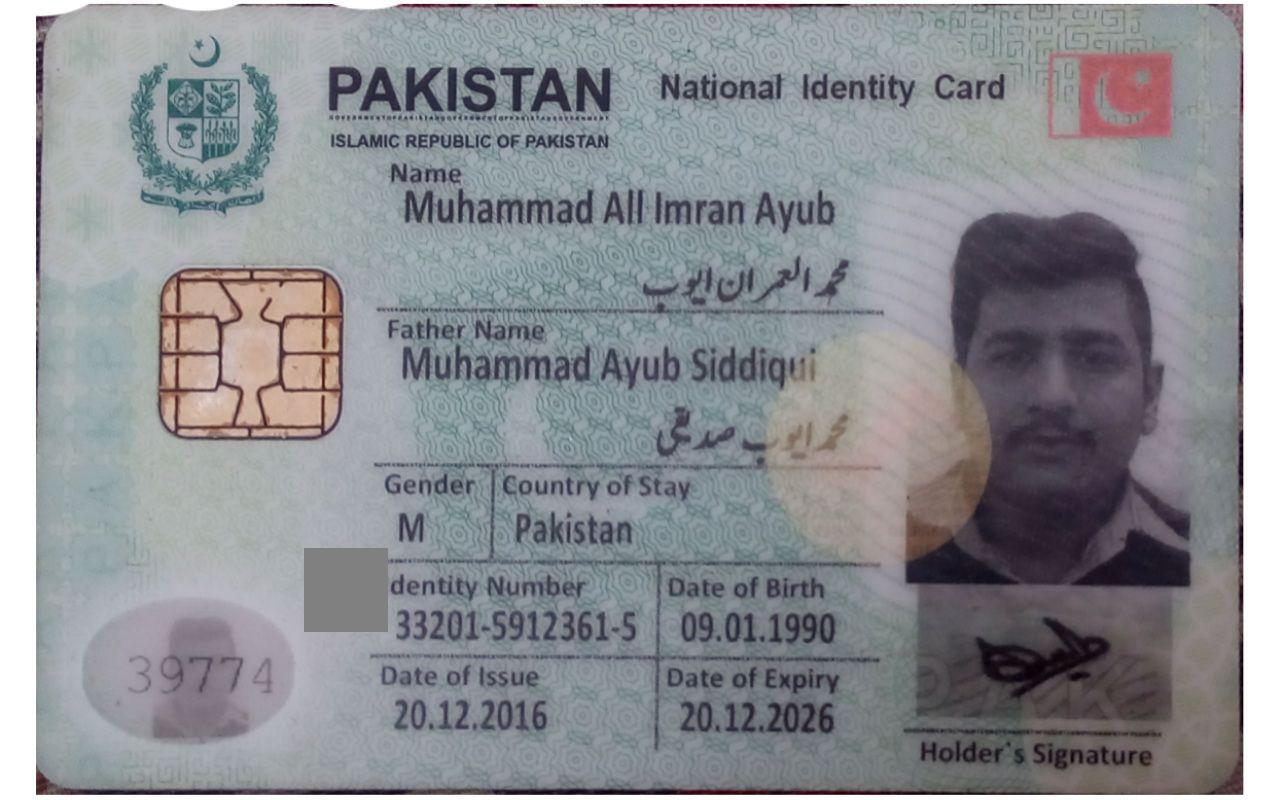 PAKISTAN National Identity Card
ISLAMIC REPUBLIC OF PAKISTAN
Name
Muhammad All Imran Ayub
محمد العمران ایوب
Father Name
Muhammad Ayub Siddiqui
محمد ایوب صدیقی
Gender Country of Stay
M Pakistan
dentity Number Date of Birth
33201-5912361-5 09.01.1990
39774
Date of Issue Date of Expiry
20.12.2016 20.12.2026
Holder`s Signature